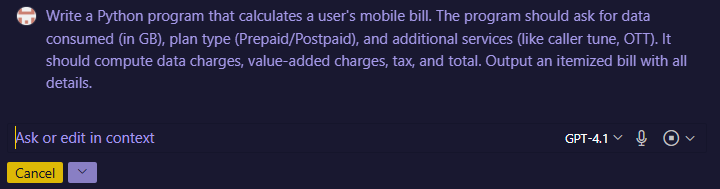 Write a Python program that calculates a user's mobile bill. The program should ask for data
consumed (in GB), plan type (Prepaid/Postpaid), and additional services (like caller tune, OTT). It
should compute data charges, value-added charges, tax, and total. Output an itemized bill with all
details.
Ask or edit in context
GPT-4.1
Cancel